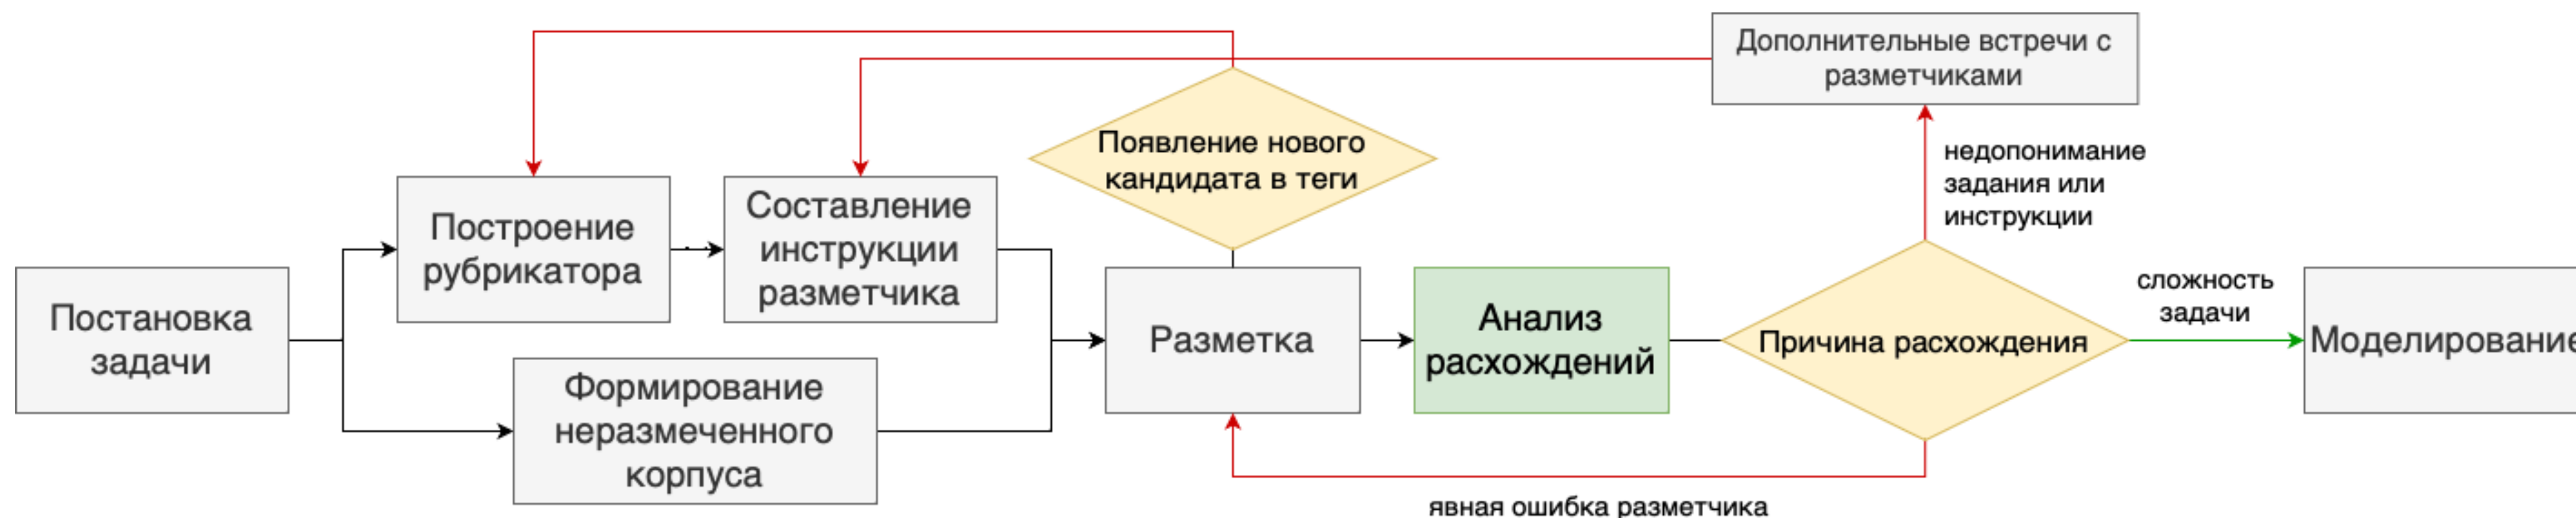 Постановка
задачи
Построение
рубрикатора
Составление
инструкции
разметчика
Формирование
неразмеченного
корпуса
Появление нового
кандидата в теги
Разметка
Анализ
расхождений
Причина расхождения
Дополнительные встречи с
разметчиками
недопонимание
задания или
инструкции
сложность
задачи
Моделирование
явная ошибка разметчика